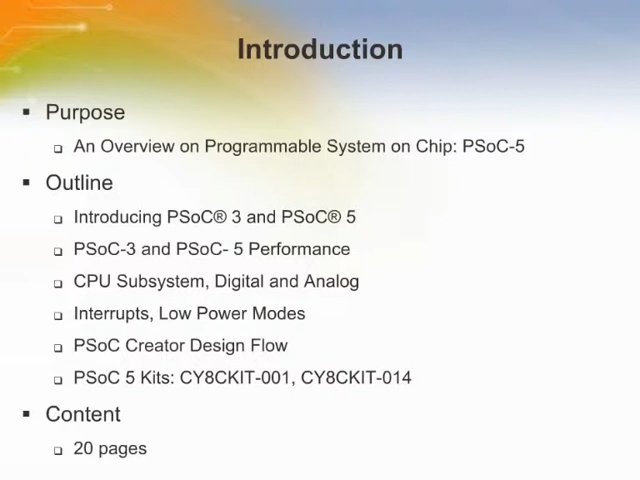 Introduction
Purpose
An Overview on Programmable System on Chip: PSoC-5
Outline
Introducing PSoC® 3 and PSoC® 5
PSoC-3 and PSoC- 5 Performance
CPU Subsystem, Digital and Analog
Interrupts, Low Power Modes
PSoC Creator Design Flow
PSoC 5 Kits: CY8CKIT-001, CY8CKIT-014
Content
20 pages